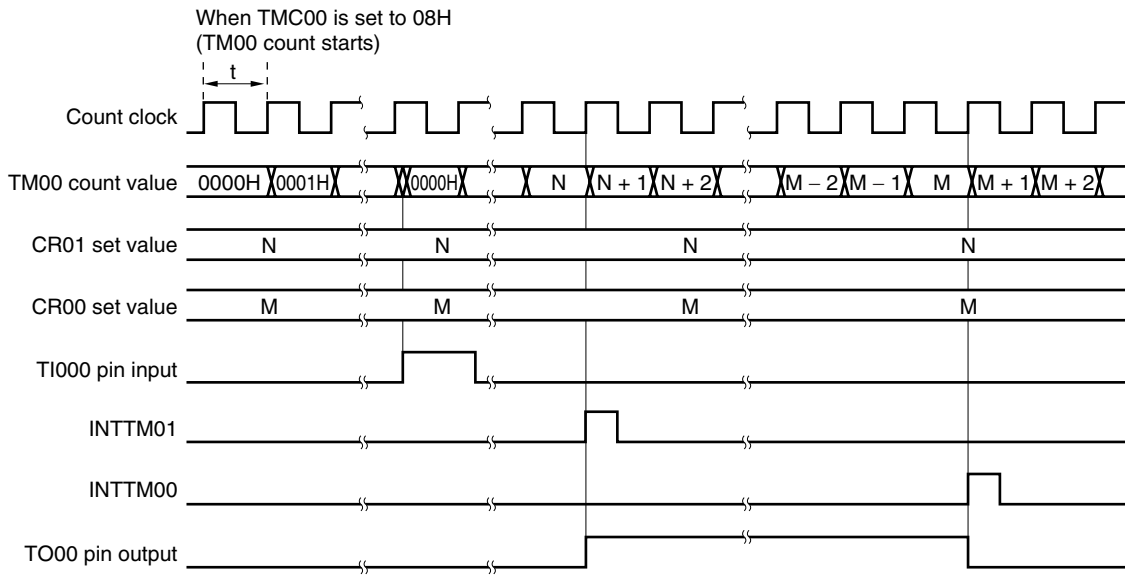 When TMC00 is set to 08H
(TM00 count starts)
t
Count clock
TM00 count value 0000H 0001H 0000H N N + 1 N + 2 M − 2 M − 1 M M + 1 M + 2
CR01 set value N N N N
CR00 set value M M M M
TI000 pin input
INTTM01
INTTM00
TO00 pin output